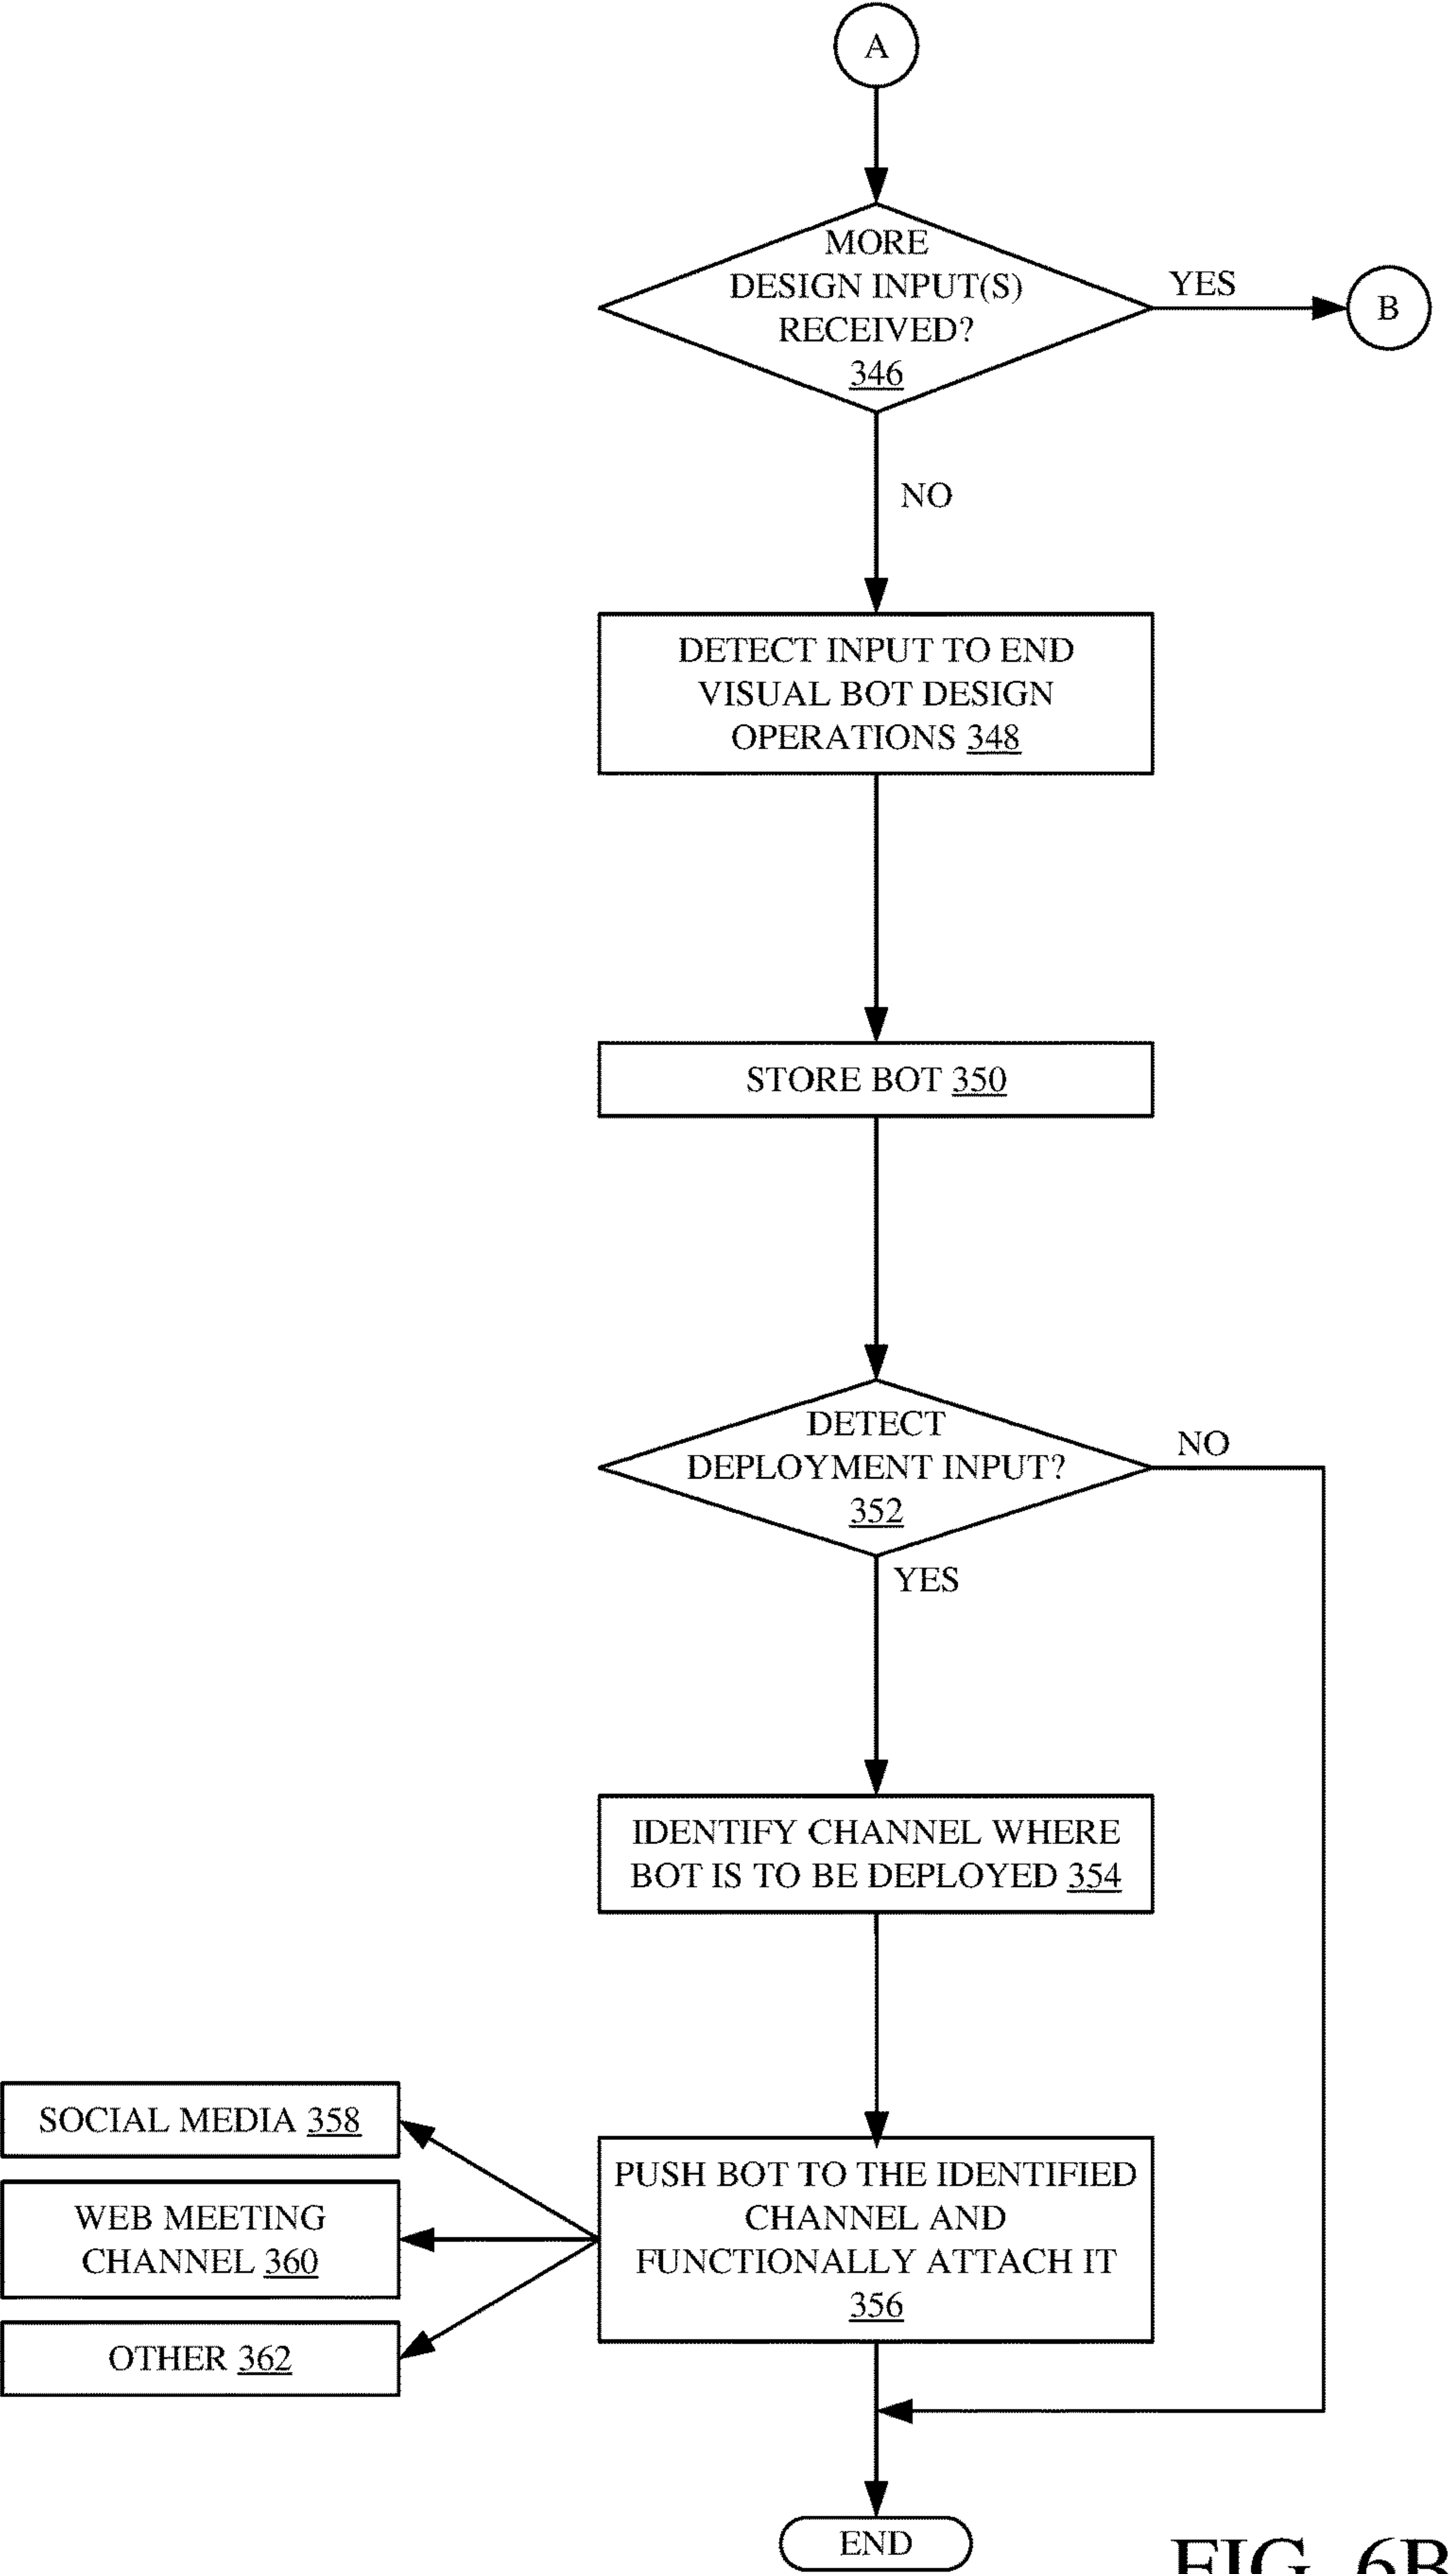 A
MORE
DESIGN INPUT(S)
RECEIVED?
346
YES
B
NO
DETECT INPUT TO END
VISUAL BOT DESIGN
OPERATIONS 348
STORE BOT 350
DETECT
DEPLOYMENT INPUT?
352
NO
YES
IDENTIFY CHANNEL WHERE
BOT IS TO BE DEPLOYED 354
SOCIAL MEDIA 358
WEB MEETING
CHANNEL 360
OTHER 362
PUSH BOT TO THE IDENTIFIED
CHANNEL AND
FUNCTIONALLY ATTACH IT
356
END
FIG. 6B